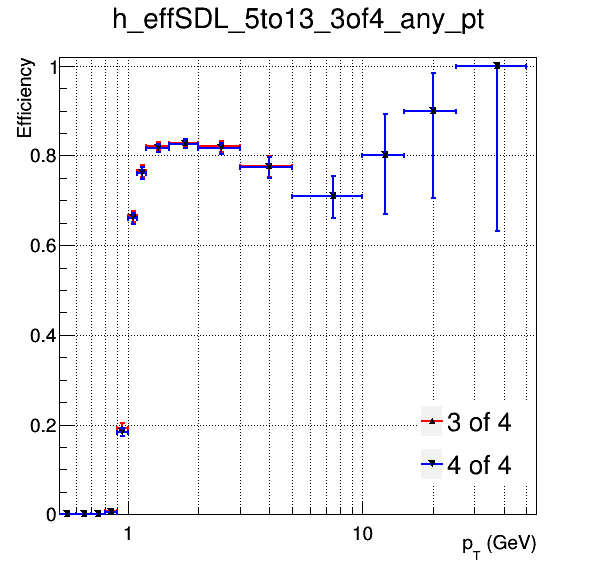 h_effSDL_5to13_3of4_any_pt
Efficiency
1
0.8
0.6
0.4
0.2
0
3 of 4
4 of 4
1
10
p_T (GeV)